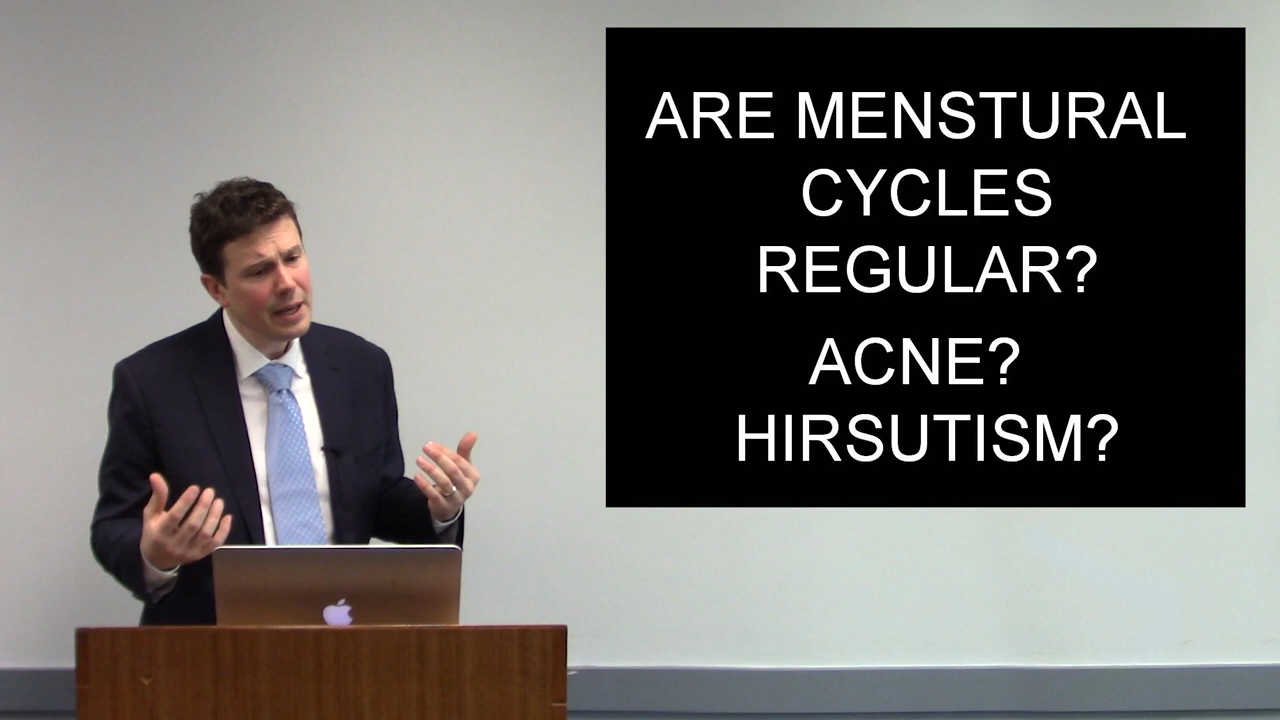 ARE MENSTURAL
CYCLES
REGULAR?
ACNE?
HIRSUTISM?